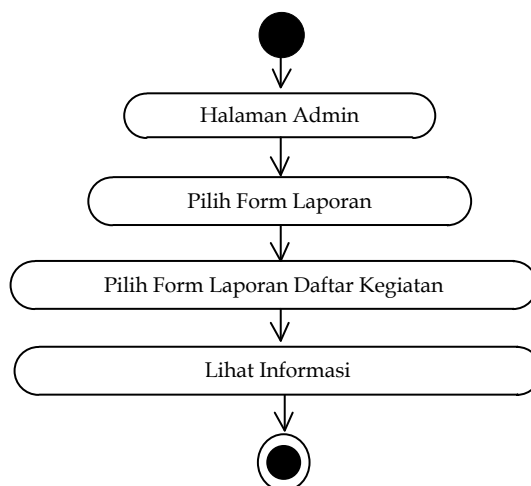 Halaman Admin
Pilih Form Laporan
Pilih Form Laporan Daftar Kegiatan
Lihat Informasi